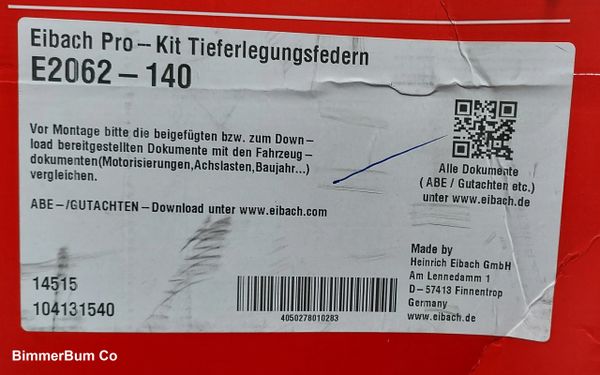 Eibach Pro – Kit Tieferlegungsfedern
E2062 – 140
Vor Montage bitte die beigefügten bzw. zum Down –
load bereitgestellten Dokumente mit den Fahrzeug –
dokumenten(Motorisierungen,Achslasten,Baujahr...)
vergleichen.
ABE –/GUTACHTEN – Download unter www.eibach.com
Alle Dokumente
( ABE / Gutachten etc.)
unter www.eibach.de
14515
104131540
4050278010283
Made by
Heinrich Eibach GmbH
Am Lennedamm 1
D – 57413 Finnentrop
Germany
www.eibach.de
BimmerBum Co